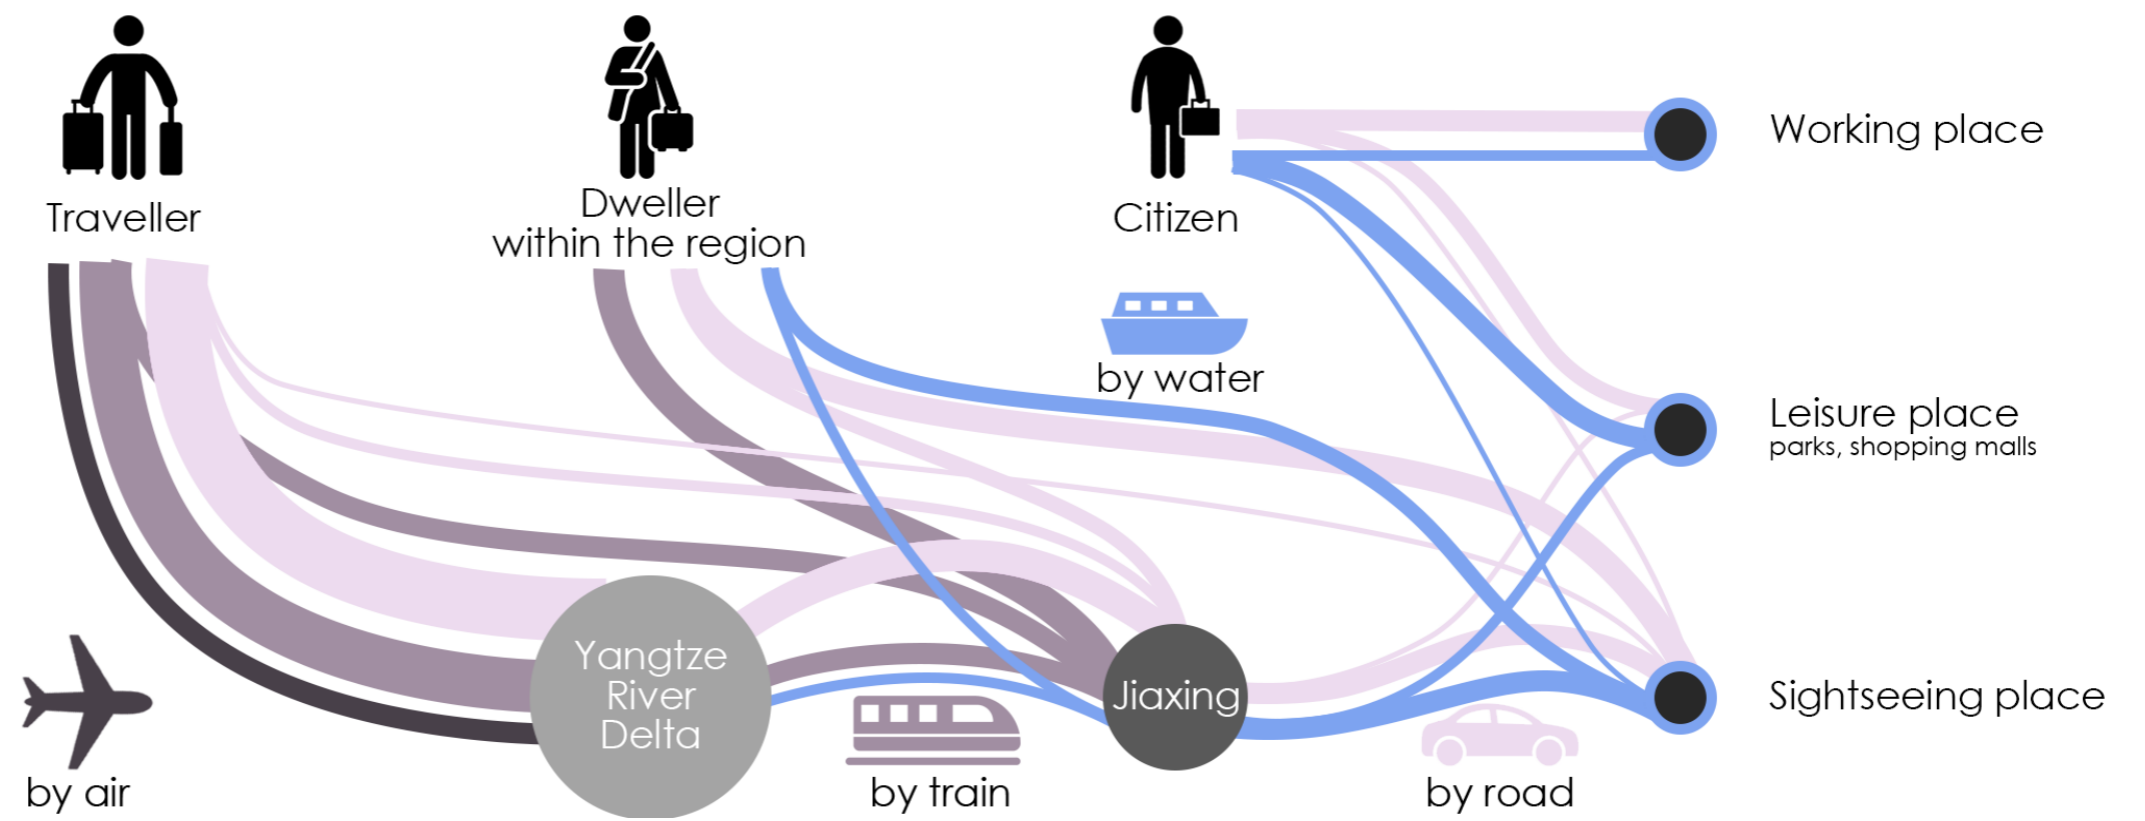 Traveller
Dweller
within the region
Citizen
Working place
by water
Leisure place
parks, shopping malls
Yangtze
River
Delta
Jiaxing
Sightseeing place
by air
by train
by road